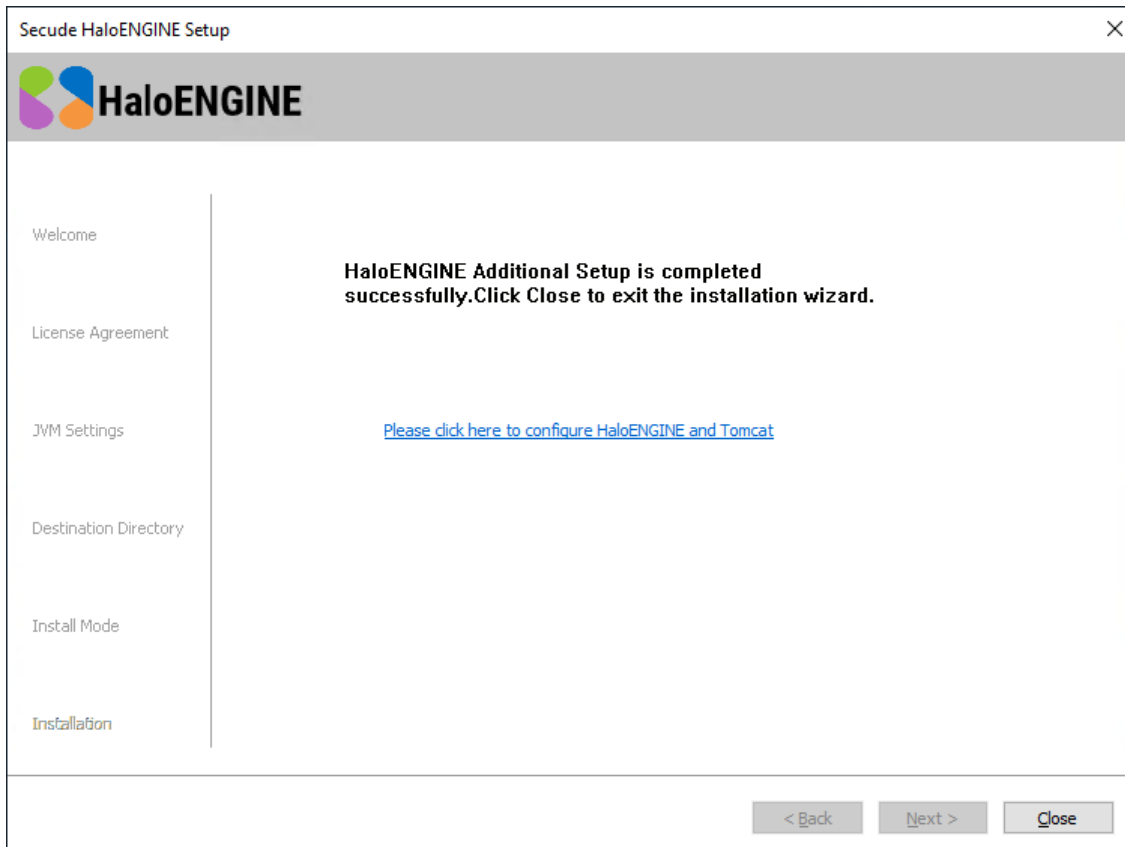 Secude HaloENGINE Setup
HaloENGINE
Welcome
License Agreement
JVM Settings
Destination Directory
Install Mode
Installation
HaloENGINE Additional Setup is completed
successfully.Click Close to exit the installation wizard.
Please click here to configure HaloENGINE and Tomcat
< Back
Next >
Close